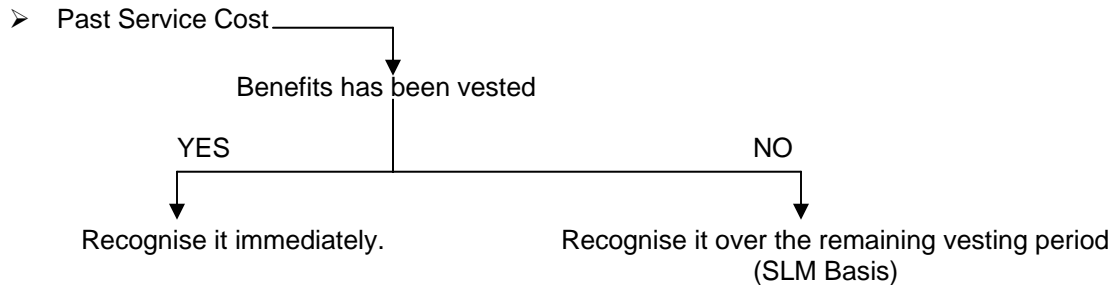 ➢ Past Service Cost
Benefits has been vested
YES NO
Recognise it immediately. Recognise it over the remaining vesting period
(SLM Basis)